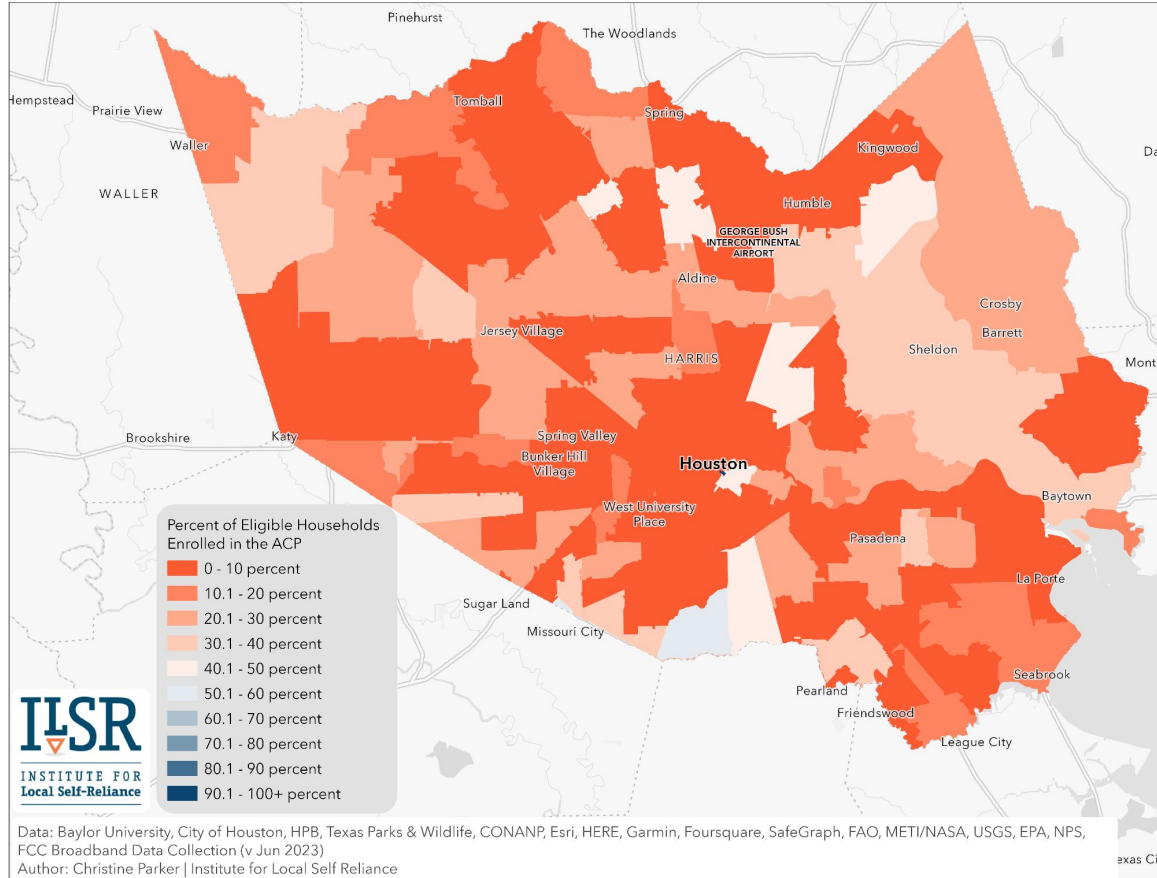 Pinehurst
The Woodlands
Hempstead
Prairie View
Tomball
Spring
Waller
Kingwood
WALLER
Humble
GEORGE BUSH
INTERCONTINENTAL
AIRPORT
Aldine
Crosby
Jersey Village
Barrett
HARRIS
Sheldon
Mont
Brookshire
Katy
Spring Valley
Bunker Hill
Village
Houston
Baytown
West University
Place
Pasadena
La Porte
Sugar Land
Missouri City
Seabrook
Pearland
Friendswood
League City
Percent of Eligible Households
Enrolled in the ACP
0 - 10 percent
10.1 - 20 percent
20.1 - 30 percent
30.1 - 40 percent
40.1 - 50 percent
50.1 - 60 percent
60.1 - 70 percent
70.1 - 80 percent
80.1 - 90 percent
90.1 - 100+ percent
ILSR
INSTITUTE FOR
Local Self-Reliance
Data: Baylor University, City of Houston, HPB, Texas Parks & Wildlife, CONANP, Esri, HERE, Garmin, Foursquare, SafeGraph, FAO, METI/NASA, USGS, EPA, NPS,
FCC Broadband Data Collection (v Jun 2023)
Author: Christine Parker | Institute for Local Self Reliance